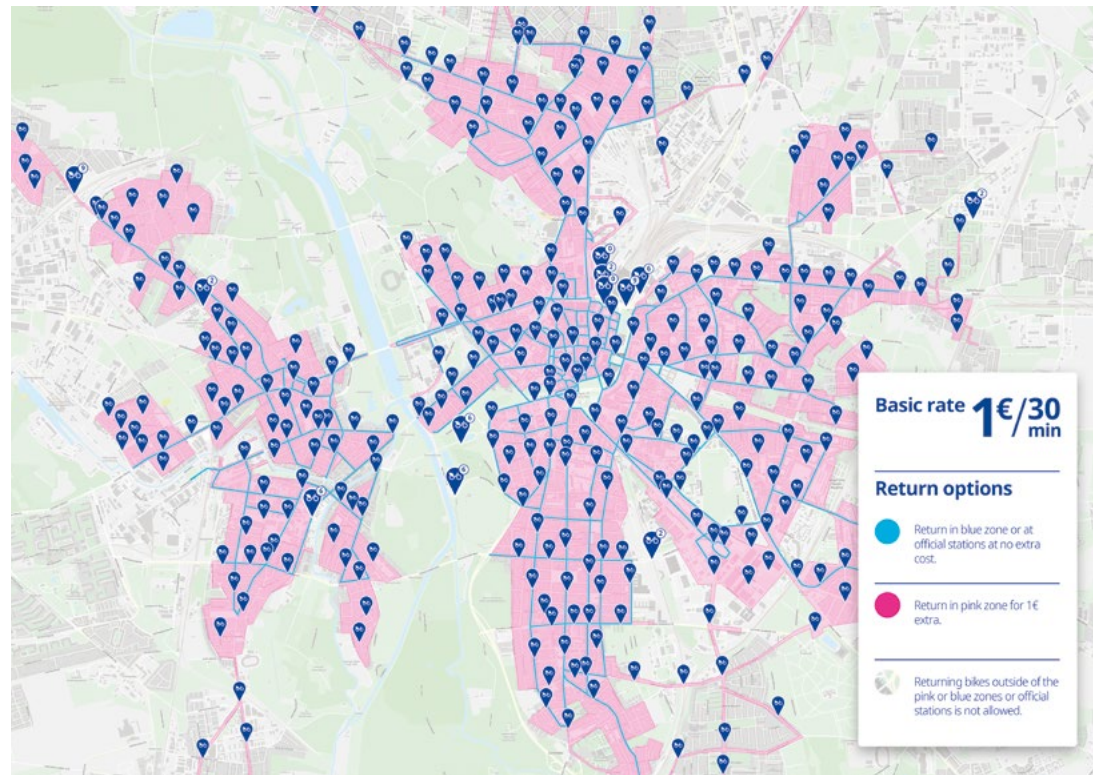 Basic rate 1€/30 min
Return options
Return in blue zone or at
official stations at no extra
cost.
Return in pink zone for 1€
extra.
Returning bikes outside of the
pink or blue zones or official
stations is not allowed.